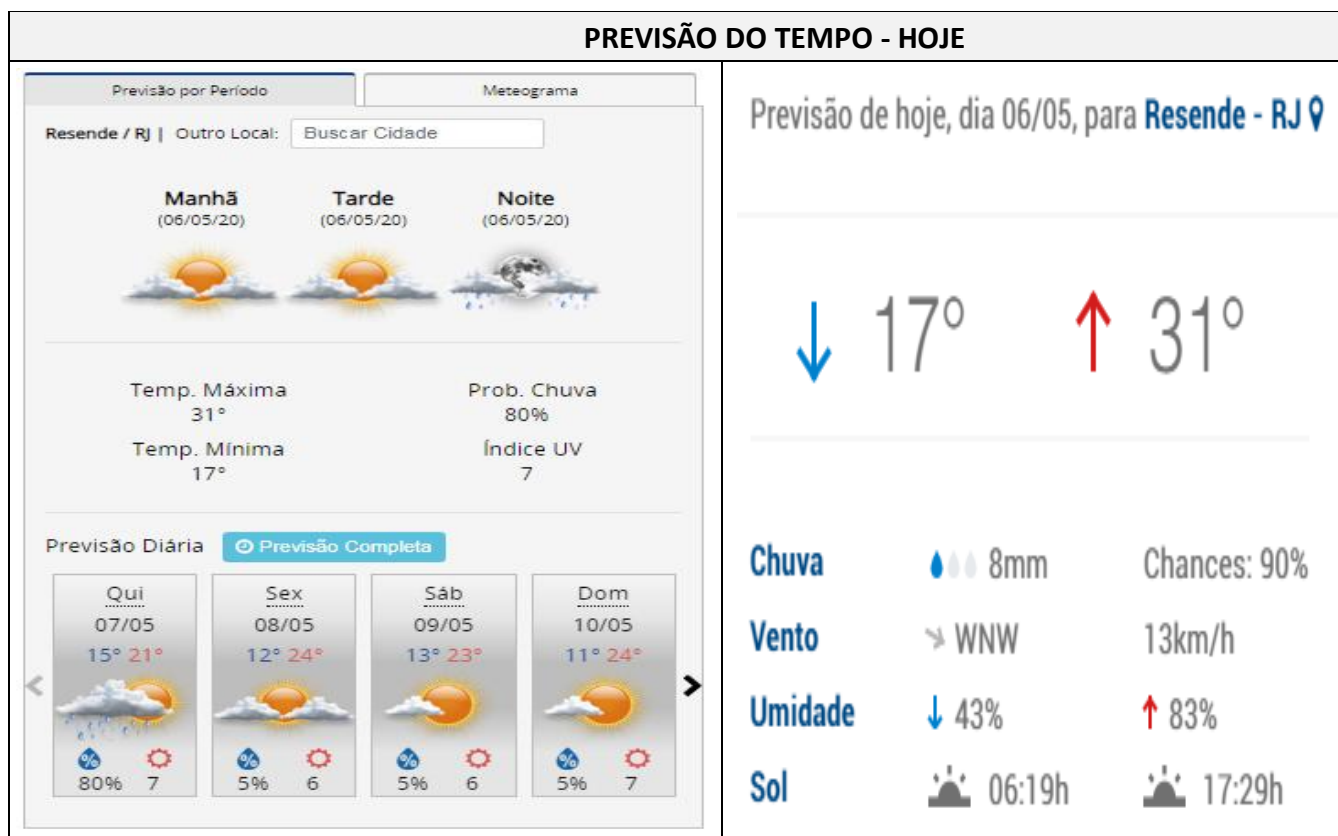 PREVISÃO DO TEMPO - HOJE
Previsão por Período
Meteograma
Resende / RJ | Outro Local: Buscar Cidade
Manhã Tarde Noite
(06/05/20) (06/05/20) (06/05/20)
Temp. Máxima Prob. Chuva
31° 80%
Temp. Mínima Índice UV
17° 7
Previsão Diária Previsão Completa
Qui Sex Sáb Dom
07/05 08/05 09/05 10/05
15° 21° 12° 24° 13° 23° 11° 24°
< >
% % % %
80% 7 5% 6 5% 6 5% 7
Previsão de hoje, dia 06/05, para Resende - RJ
↓ 17° ↑ 31°
Chuva 8mm Chances: 90%
Vento WNW 13km/h
Umidade ↓ 43% ↑ 83%
Sol 06:19h 17:29h